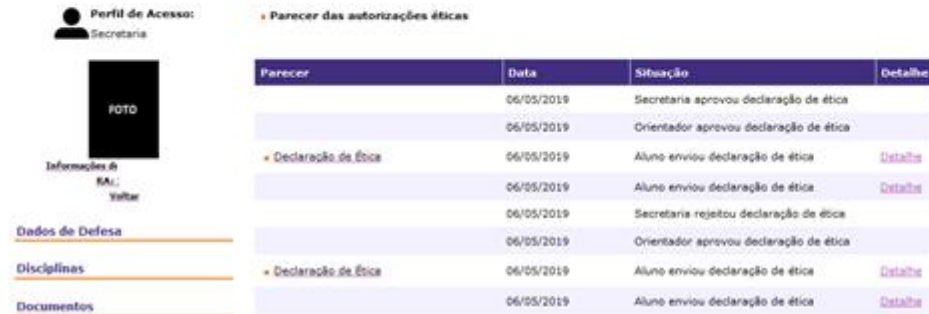 Perfil de Acesso:
Secretaria
FOTO
Informações d
RA:
Voltar
Dados de Defesa
Disciplinas
Documentos
Parecer das autorizações éticas
Parecer Data Situação Detalhe
06/05/2019 Secretaria aprovou declaração de ética
06/05/2019 Orientador aprovou declaração de ética
Declaração de Ética 06/05/2019 Aluno enviou declaração de ética Detalhe
06/05/2019 Aluno enviou declaração de ética Detalhe
06/05/2019 Secretaria rejeitou declaração de ética
06/05/2019 Orientador aprovou declaração de ética
Declaração de Ética 06/05/2019 Aluno enviou declaração de ética Detalhe
06/05/2019 Aluno enviou declaração de ética Detalhe